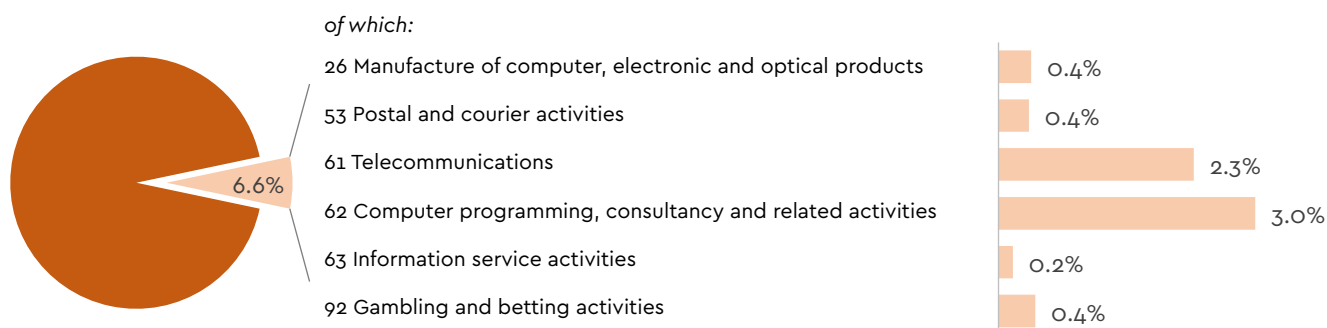 of which:
26 Manufacture of computer, electronic and optical products
0.4%
53 Postal and courier activities
0.4%
61 Telecommunications
2.3%
6.6%
62 Computer programming, consultancy and related activities
3.0%
63 Information service activities
0.2%
92 Gambling and betting activities
0.4%